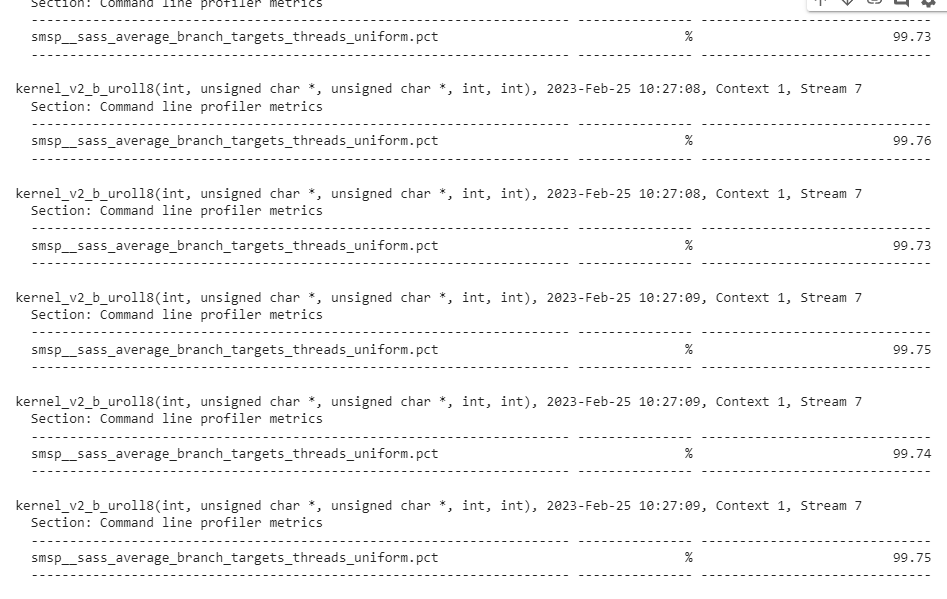 Section: Command line profiler metrics
---------------------------------------------------------------------- --------------- ------------------------------
smsp__sass_average_branch_targets_threads_uniform.pct % 99.73
---------------------------------------------------------------------- --------------- ------------------------------
kernel_v2_b_uroll8(int, unsigned char *, unsigned char *, int, int), 2023-Feb-25 10:27:08, Context 1, Stream 7
Section: Command line profiler metrics
---------------------------------------------------------------------- --------------- ------------------------------
smsp__sass_average_branch_targets_threads_uniform.pct % 99.76
---------------------------------------------------------------------- --------------- ------------------------------
kernel_v2_b_uroll8(int, unsigned char *, unsigned char *, int, int), 2023-Feb-25 10:27:08, Context 1, Stream 7
Section: Command line profiler metrics
---------------------------------------------------------------------- --------------- ------------------------------
smsp__sass_average_branch_targets_threads_uniform.pct % 99.73
---------------------------------------------------------------------- --------------- ------------------------------
kernel_v2_b_uroll8(int, unsigned char *, unsigned char *, int, int), 2023-Feb-25 10:27:09, Context 1, Stream 7
Section: Command line profiler metrics
---------------------------------------------------------------------- --------------- ------------------------------
smsp__sass_average_branch_targets_threads_uniform.pct % 99.75
---------------------------------------------------------------------- --------------- ------------------------------
kernel_v2_b_uroll8(int, unsigned char *, unsigned char *, int, int), 2023-Feb-25 10:27:09, Context 1, Stream 7
Section: Command line profiler metrics
---------------------------------------------------------------------- --------------- ------------------------------
smsp__sass_average_branch_targets_threads_uniform.pct % 99.74
---------------------------------------------------------------------- --------------- ------------------------------
kernel_v2_b_uroll8(int, unsigned char *, unsigned char *, int, int), 2023-Feb-25 10:27:09, Context 1, Stream 7
Section: Command line profiler metrics
---------------------------------------------------------------------- --------------- ------------------------------
smsp__sass_average_branch_targets_threads_uniform.pct % 99.75
---------------------------------------------------------------------- --------------- ------------------------------